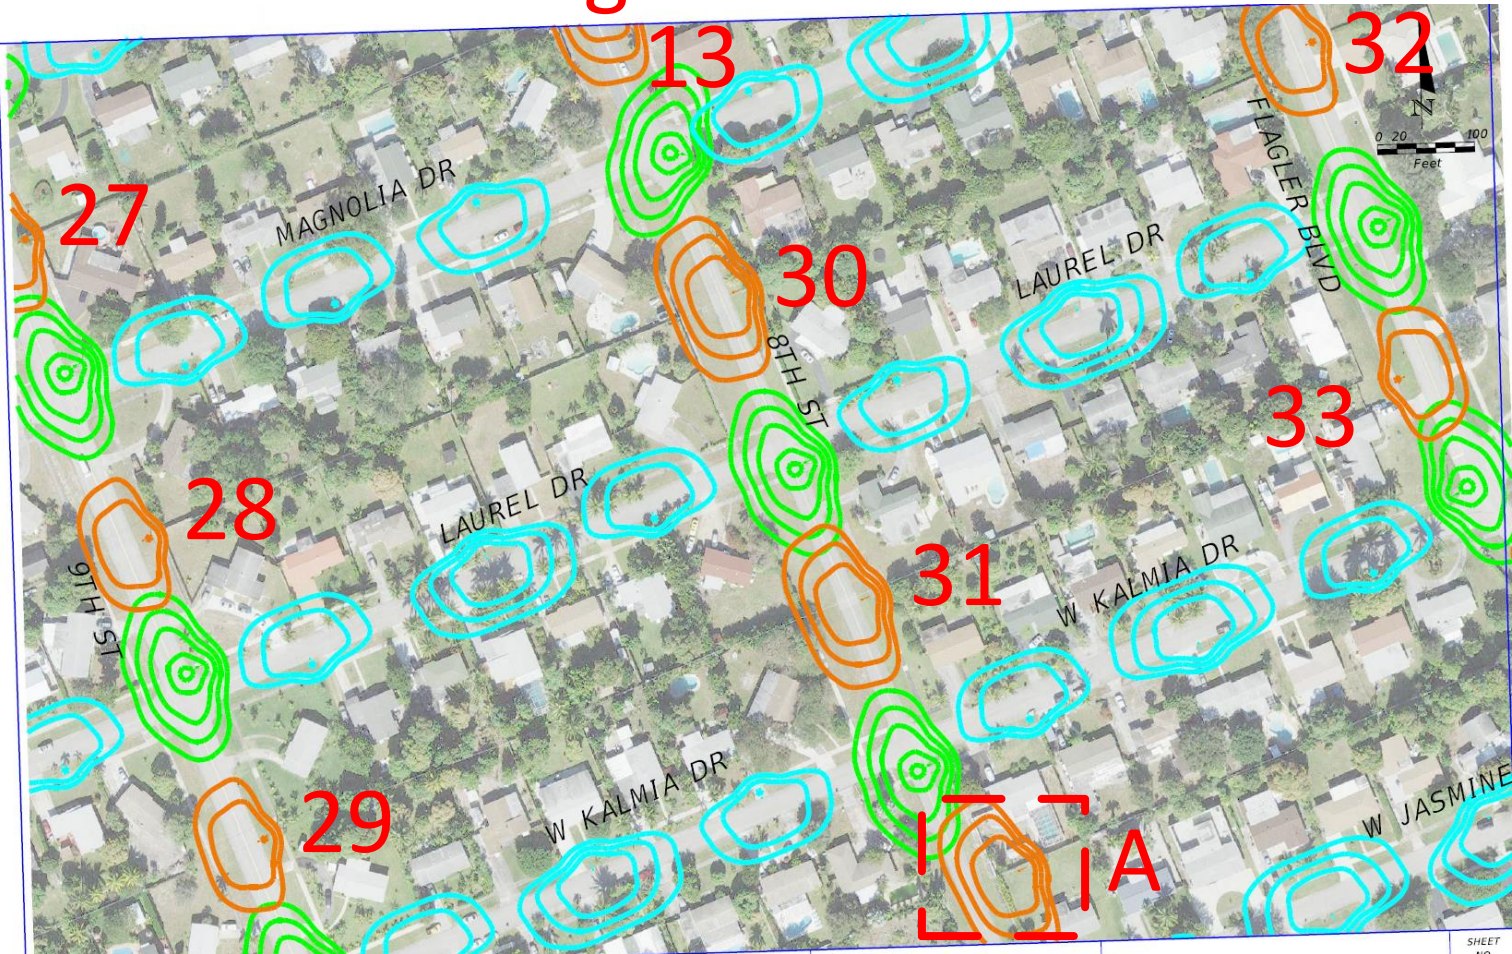 13
32
N
0 20 100
Feet
27
MAGNOLIA DR
FLAGLER BLVD
30
LAUREL DR
8TH ST
33
28
LAUREL DR
9TH ST
31
W KALMIA DR
29
W KALMIA DR
W JASMINE
A
SHEET